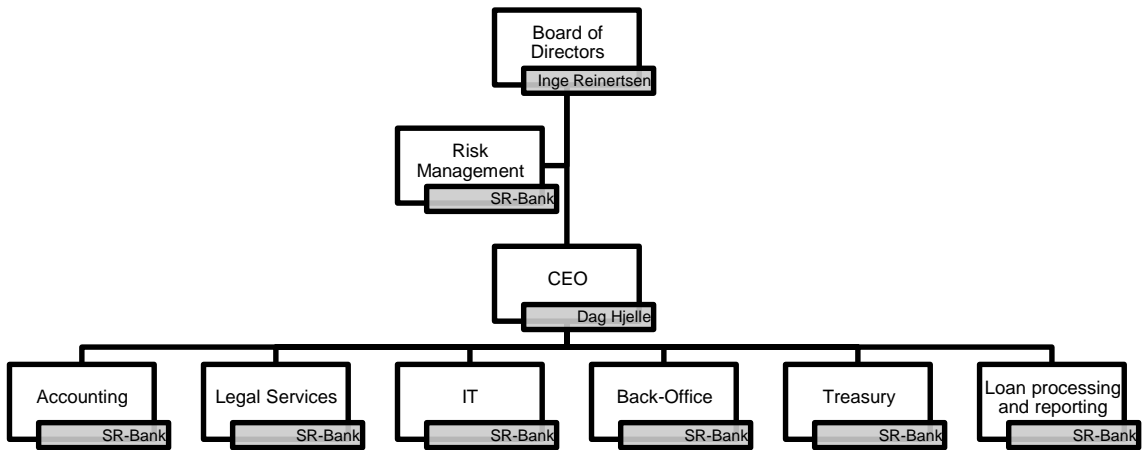 Board of
Directors
Inge Reinertsen
Risk
Management
SR-Bank
CEO
Dag Hjelle
Accounting
SR-Bank
Legal Services
SR-Bank
IT
SR-Bank
Back-Office
SR-Bank
Treasury
SR-Bank
Loan processing
and reporting
SR-Bank